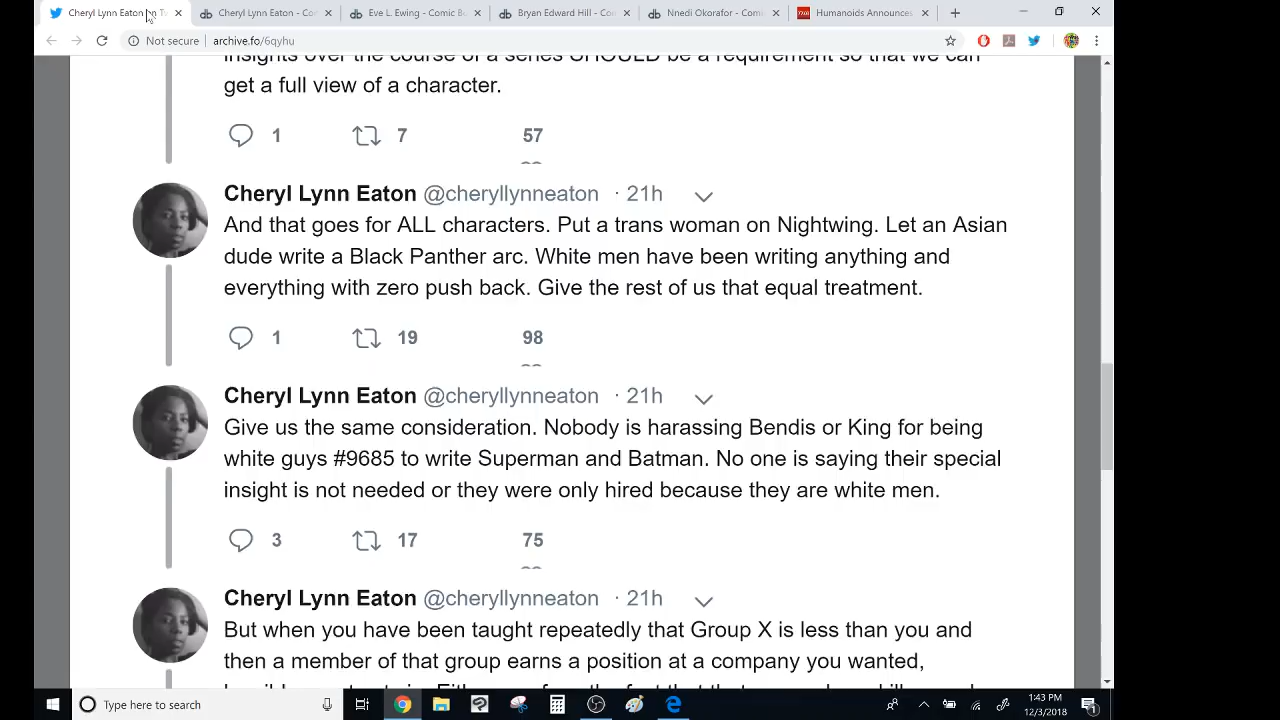 Cheryl Lynn Eaton on Tw
Cheryl Lynn Eaton - Com
Eve L. Ewing - Comic Bo
Bryan Edward Hill - Com
Nnedi Okorafor - Comi
Humanoids Announces
Not secure archive.fo/6qyhu
insights over the course of a series SHOULD be a requirement so that we can
get a full view of a character.
1 7 57
Cheryl Lynn Eaton @cheryllynneaton · 21h
And that goes for ALL characters. Put a trans woman on Nightwing. Let an Asian
dude write a Black Panther arc. White men have been writing anything and
everything with zero push back. Give the rest of us that equal treatment.
1 19 98
Cheryl Lynn Eaton @cheryllynneaton · 21h
Give us the same consideration. Nobody is harassing Bendis or King for being
white guys #9685 to write Superman and Batman. No one is saying their special
insight is not needed or they were only hired because they are white men.
3 17 75
Cheryl Lynn Eaton @cheryllynneaton · 21h
But when you have been taught repeatedly that Group X is less than you and
then a member of that group earns a position at a company you wanted,
Type here to search
1:43 PM
12/3/2018